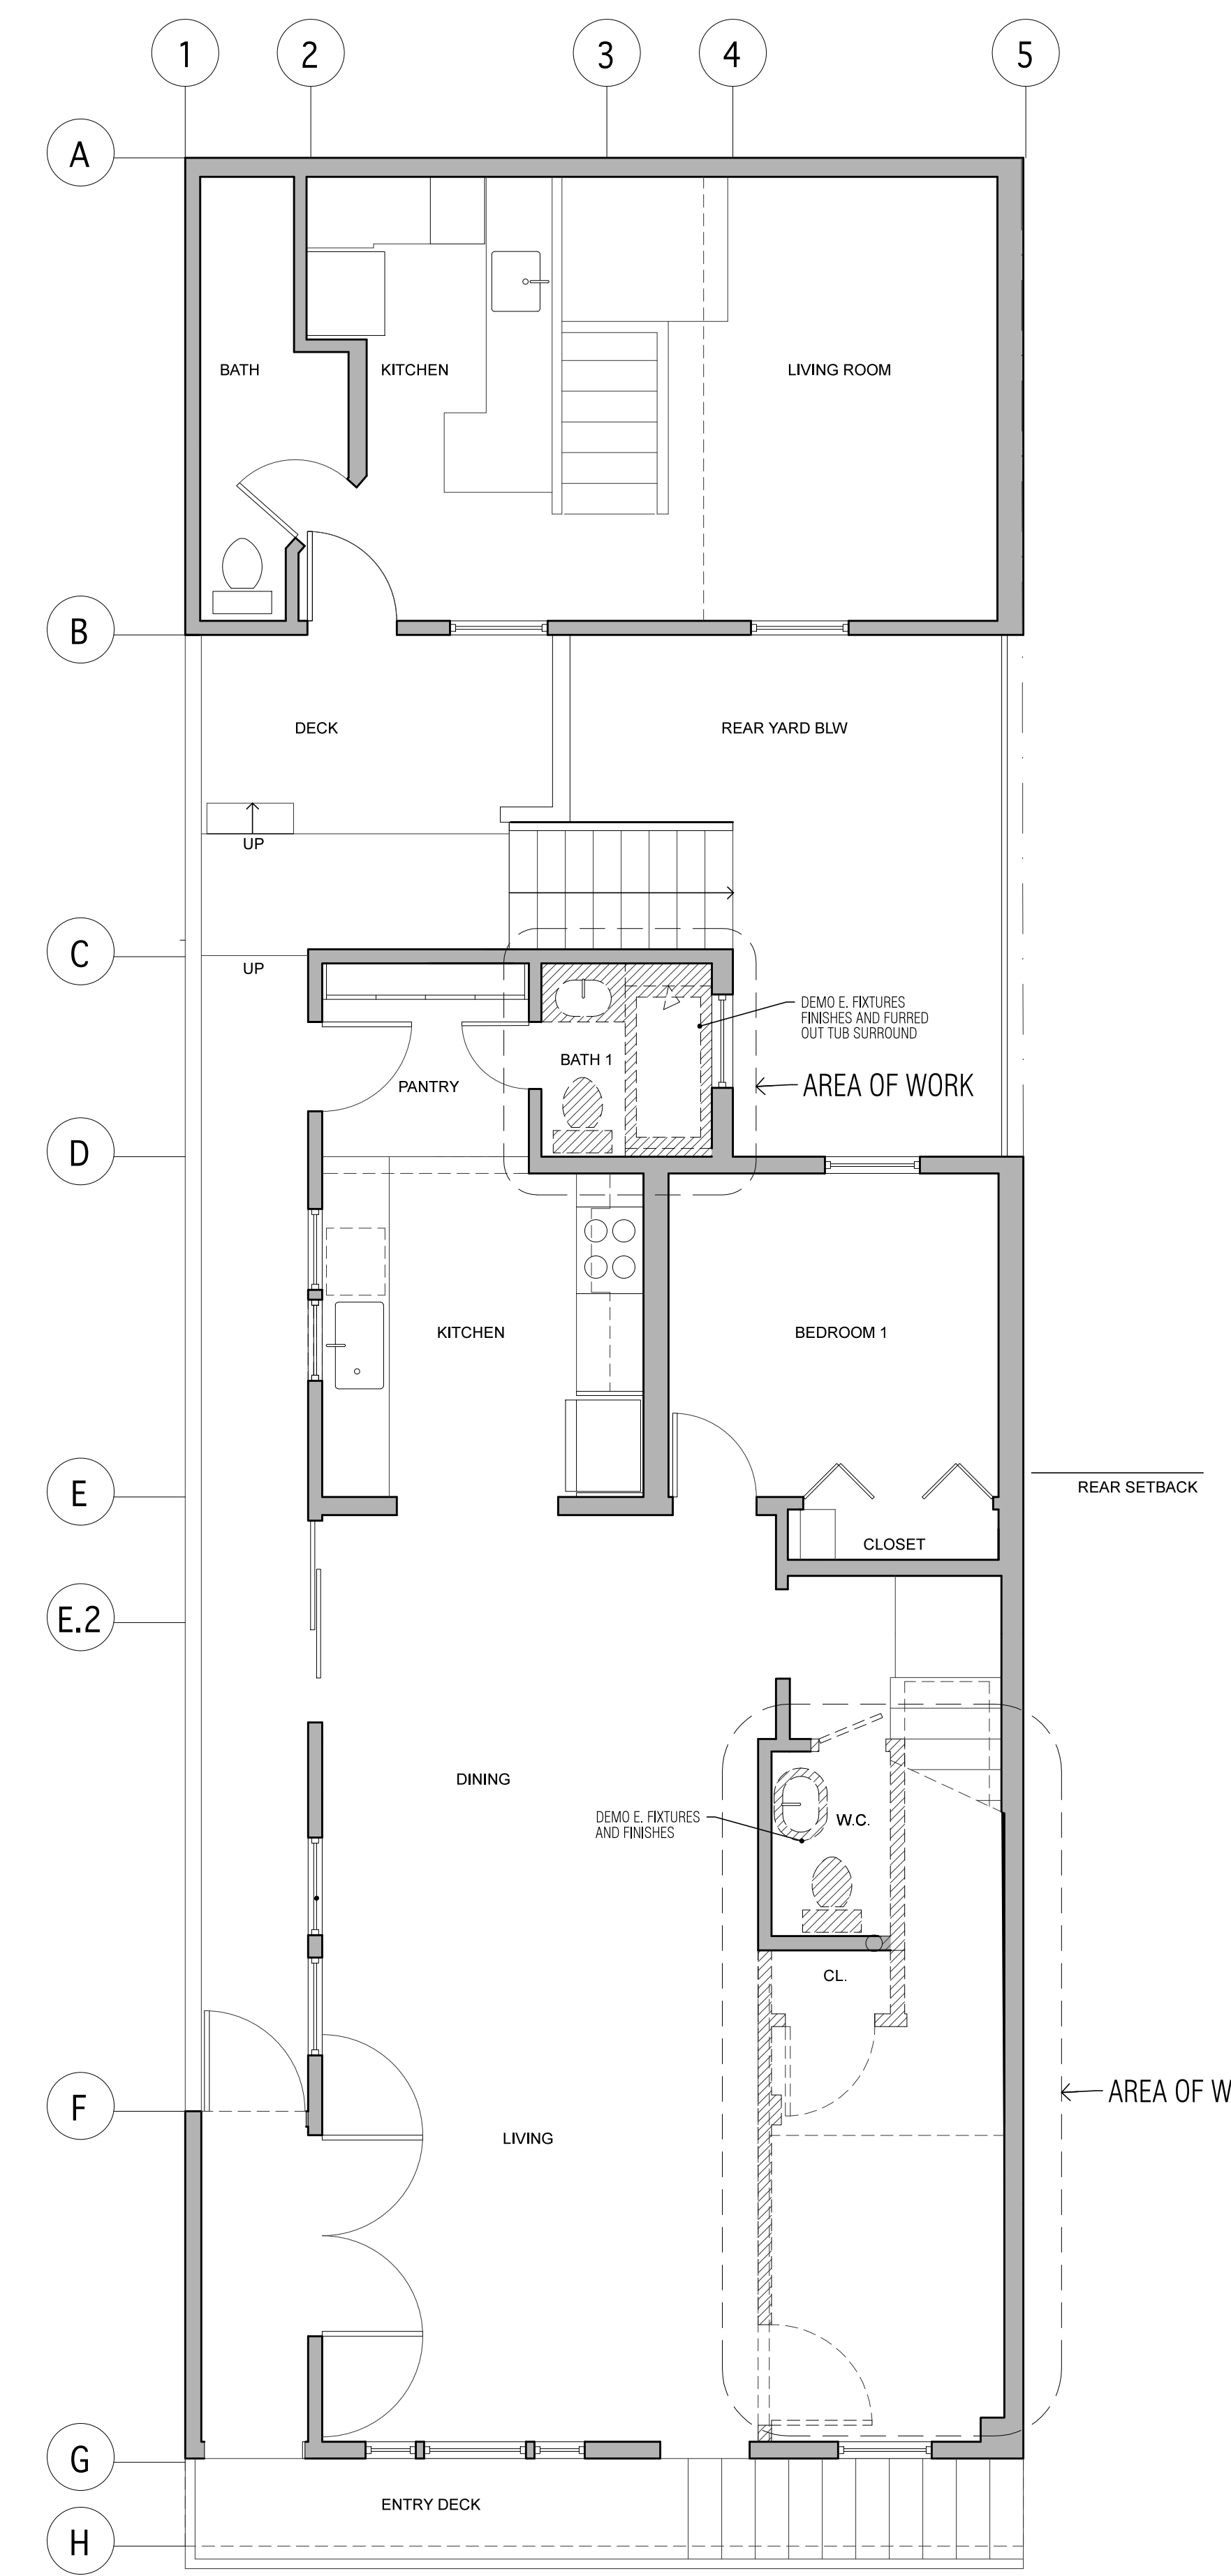 1
2
3
4
5
A
BATH
KITCHEN
LIVING ROOM
B
DECK
REAR YARD BLW
UP
C
UP
DEMO E. FIXTURES
FINISHES AND FURRED
OUT TUB SURROUND
BATH 1
PANTRY
AREA OF WORK
D
KITCHEN
BEDROOM 1
E
REAR SETBACK
CLOSET
E.2
DINING
DEMO E. FIXTURES
AND FINISHES
W.C.
CL.
F
AREA OF W
LIVING
G
ENTRY DECK
H